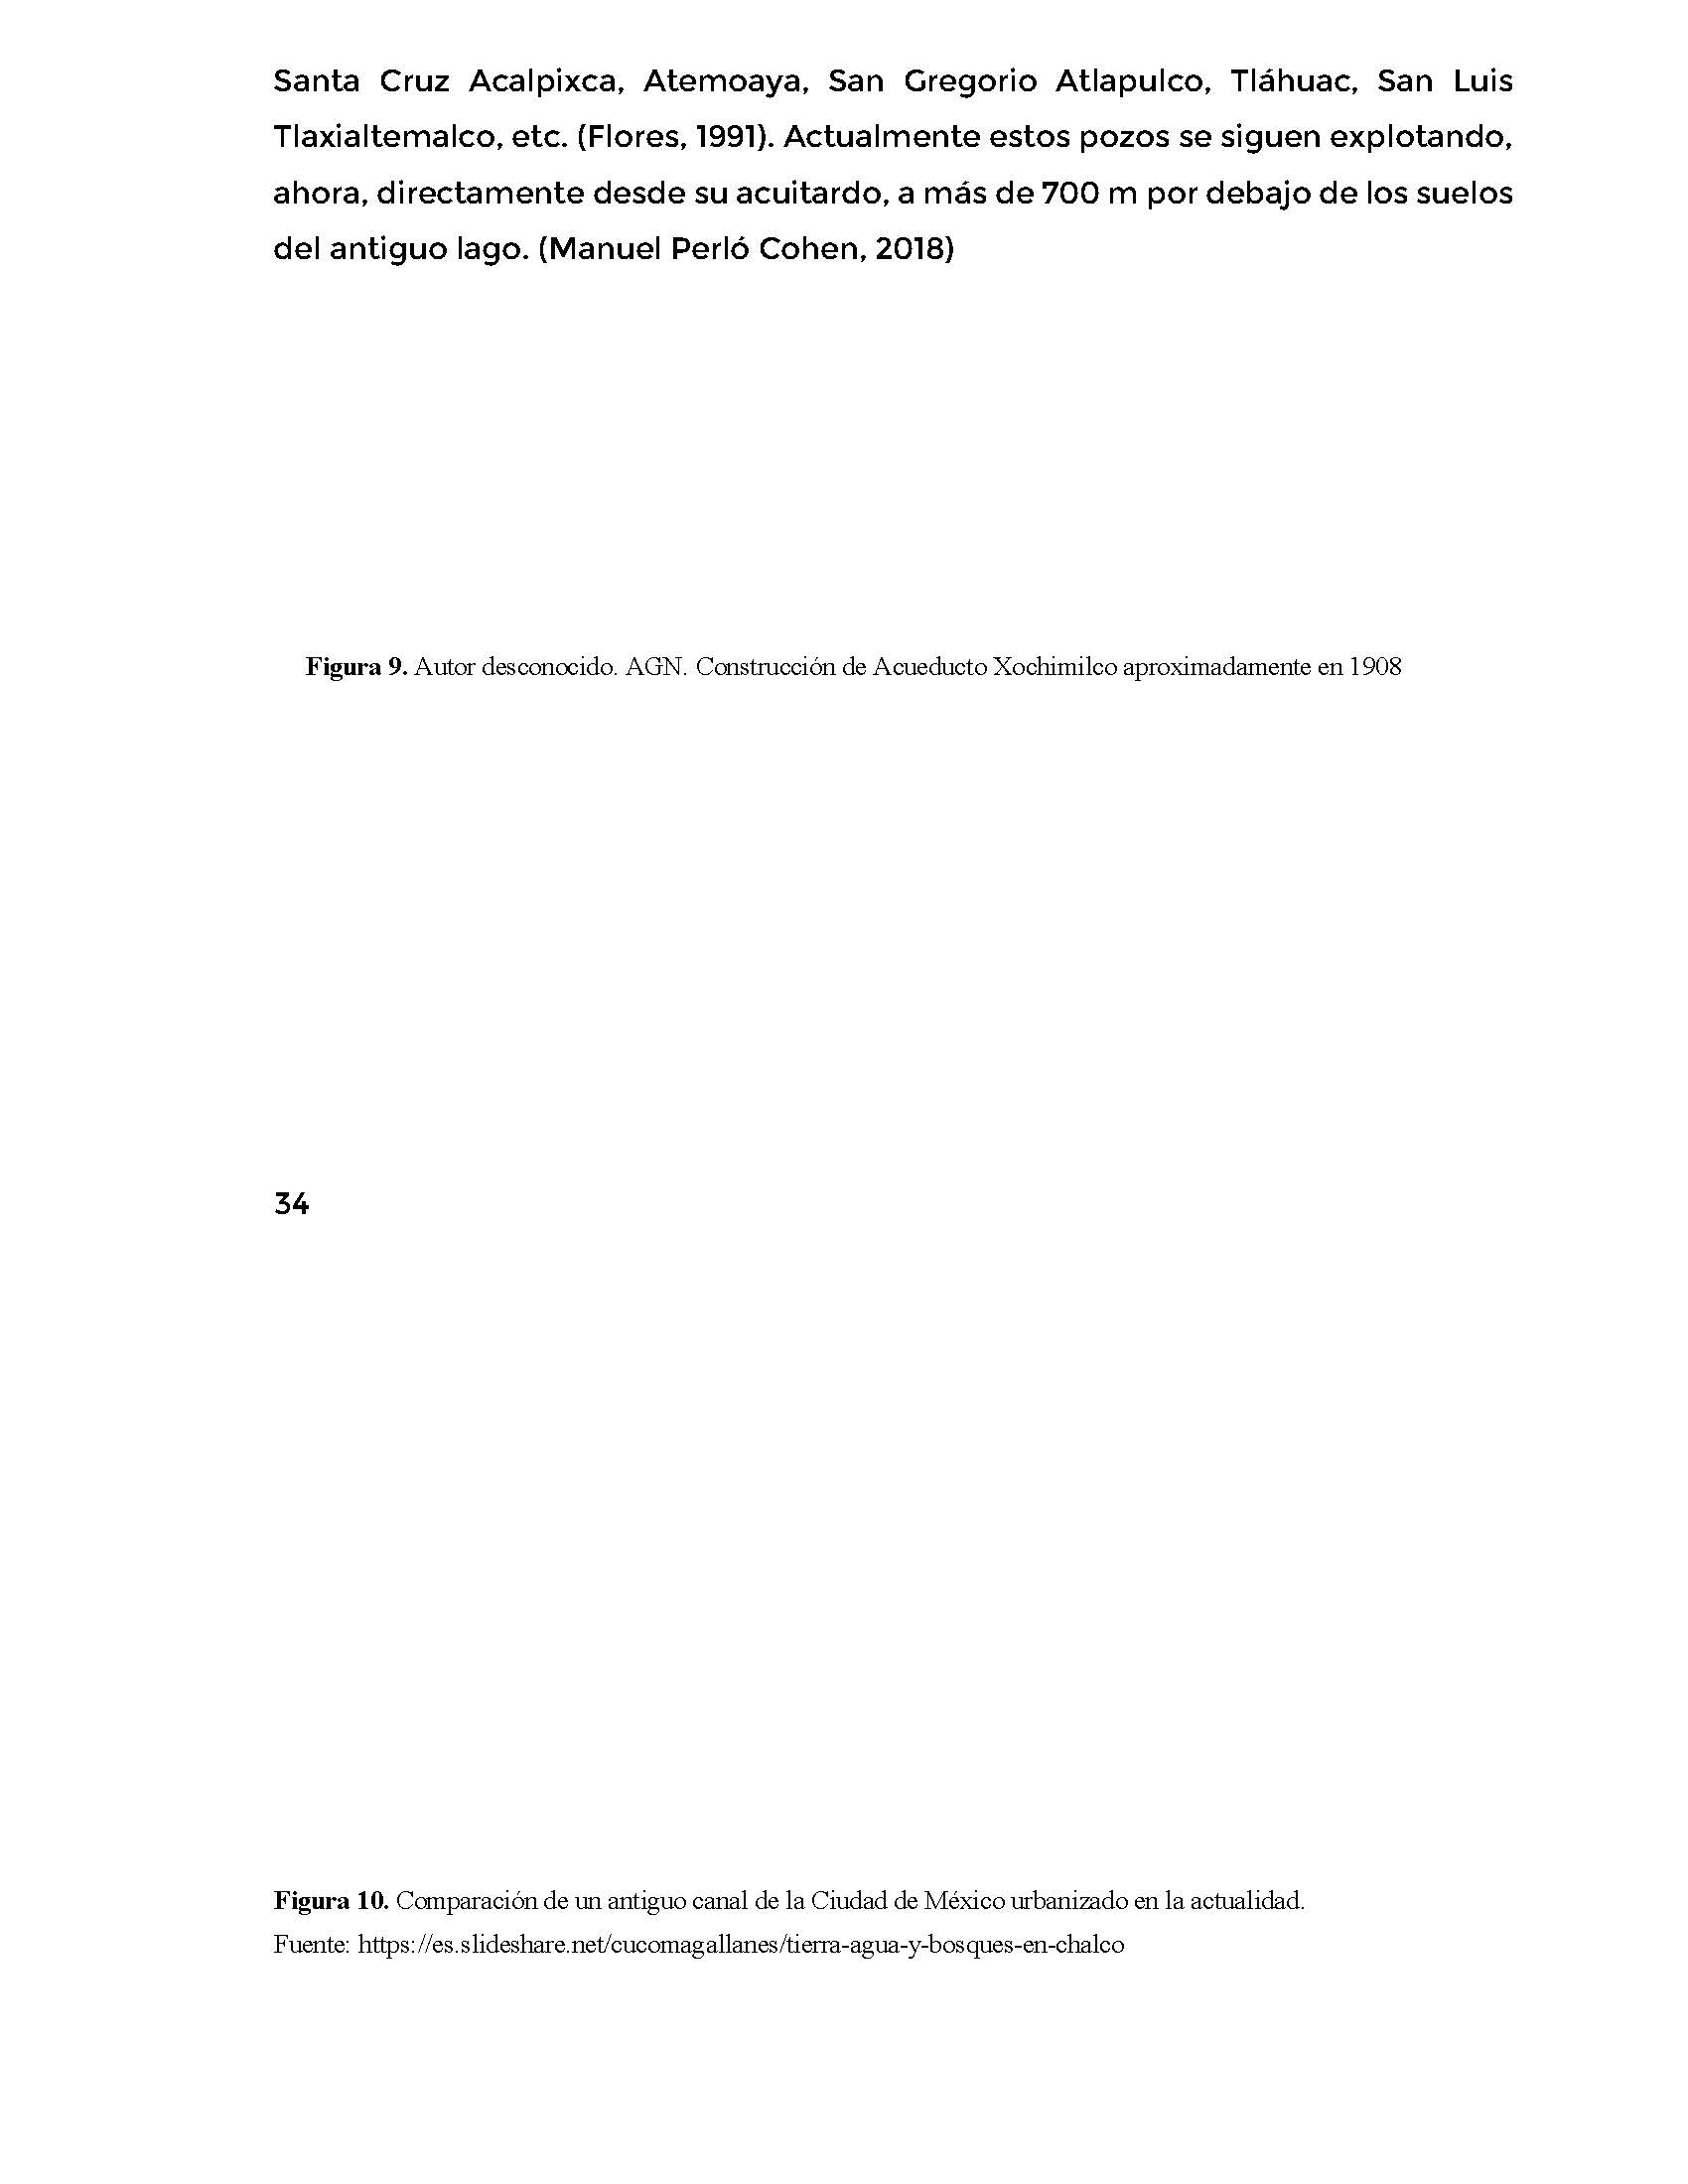 Santa Cruz Acalpixca, Atemoaya, San Gregorio Atlapulco, Tláhuac, San Luis
Tlaxialtemalco, etc. (Flores, 1991). Actualmente estos pozos se siguen explotando,
ahora, directamente desde su acuitardo, a más de 700 m por debajo de los suelos
del antiguo lago. (Manuel Perló Cohen, 2018)
Figura 9. Autor desconocido. AGN. Construcción de Acueducto Xochimilco aproximadamente en 1908
34
Figura 10. Comparación de un antiguo canal de la Ciudad de México urbanizado en la actualidad.
Fuente: https://es.slideshare.net/cucomagallanes/tierra-agua-y-bosques-en-chalco